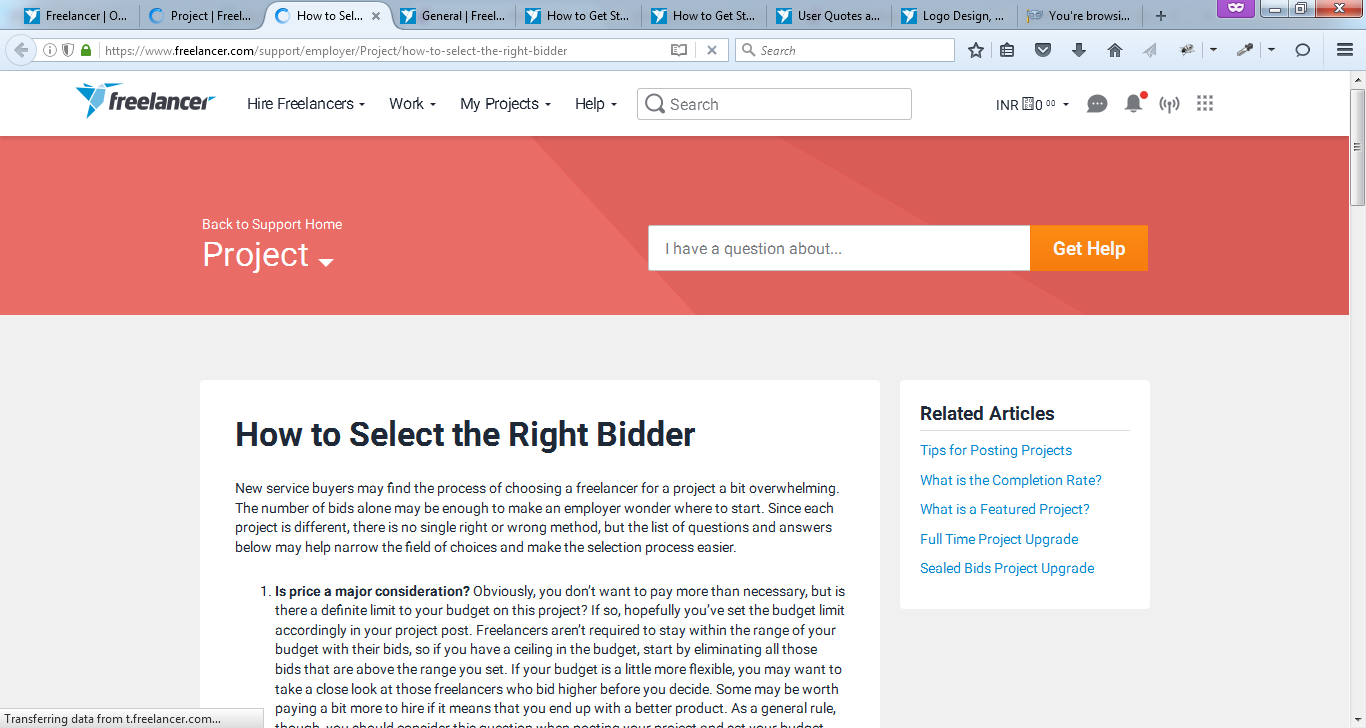 Freelancer | O...
Project | Freel...
How to Sel...
General | Freel...
How to Get St...
How to Get St...
User Quotes a...
Logo Design, ...
You're browsi...
https://www.freelancer.com/support/employer/Project/how-to-select-the-right-bidder
Search
freelancer
Hire Freelancers
Work
My Projects
Help
Search
INR 0 00
Back to Support Home
Project
I have a question about...
Get Help
How to Select the Right Bidder
New service buyers may find the process of choosing a freelancer for a project a bit overwhelming.
The number of bids alone may be enough to make an employer wonder where to start. Since each
project is different, there is no single right or wrong method, but the list of questions and answers
below may help narrow the field of choices and make the selection process easier.
1. Is price a major consideration? Obviously, you don't want to pay more than necessary, but is
there a definite limit to your budget on this project? If so, hopefully you've set the budget limit
accordingly in your project post. Freelancers aren't required to stay within the range of your
budget with their bids, so if you have a ceiling in the budget, start by eliminating all those
bids that are above the range you set. If your budget is a little more flexible, you may want to
take a close look at those freelancers who bid higher before you decide. Some may be worth
paying a bit more to hire if it means that you end up with a better product. As a general rule,
though, you should consider this question when posting your project and set your budget
Related Articles
Tips for Posting Projects
What is the Completion Rate?
What is a Featured Project?
Full Time Project Upgrade
Sealed Bids Project Upgrade
Transferring data from t.freelancer.com...